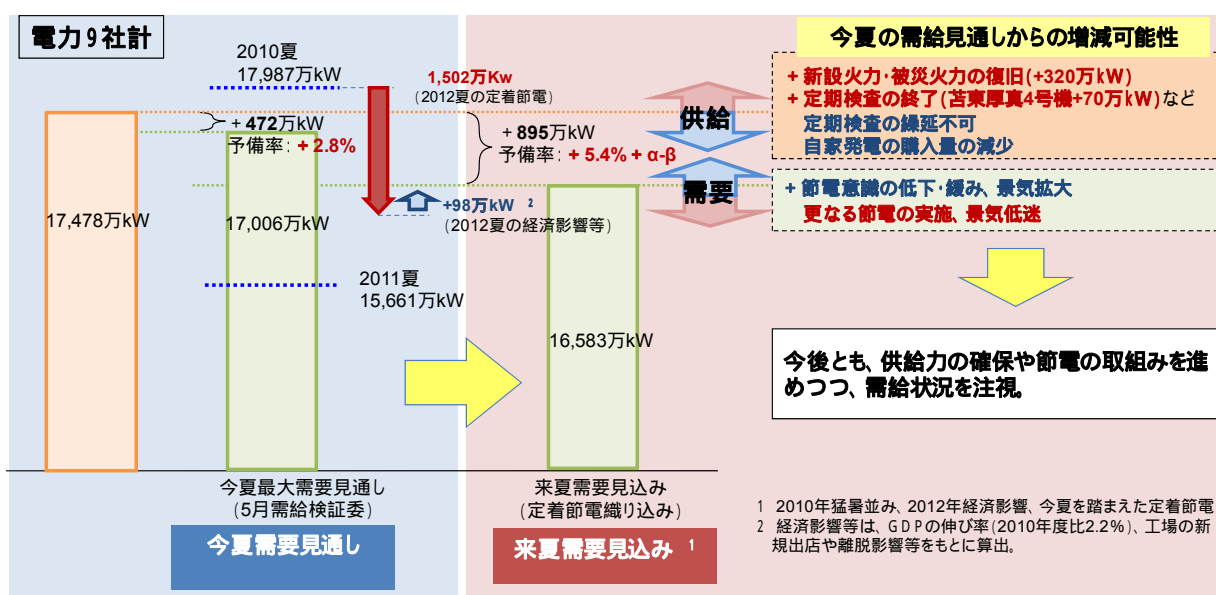 電力９社計
2010夏
17,987万kW
1,502万Kw
(2012夏の定着節電)
+ 472万kW
予備率: + 2.8%
+ 895万kW
予備率: + 5.4% + α-β
17,478万kW
17,006万kW
+98万kW 2
(2012夏の経済影響等)
2011夏
15,661万kW
16,583万kW
今夏最大需要見通し
(5月需給検証委)
今夏需要見通し
来夏需要見込み
(定着節電織り込み)
来夏需要見込み 1
供給
需要
今夏の需給見通しからの増減可能性
+ 新設火力・被災火力の復旧(+320万kW)
+ 定期検査の終了(苫東厚真4号機+70万kW)など
定期検査の繰延不可
自家発電の購入量の減少
+ 節電意識の低下・緩み、景気拡大
更なる節電の実施、景気低迷
今後とも、供給力の確保や節電の取組みを進
めつつ、需給状況を注視。
1 2010年猛暑並み、2012年経済影響、今夏を踏まえた定着節電
2 経済影響等は、GDPの伸び率(2010年度比2.2%)、工場の新
規出店や離脱影響等をもとに算出。